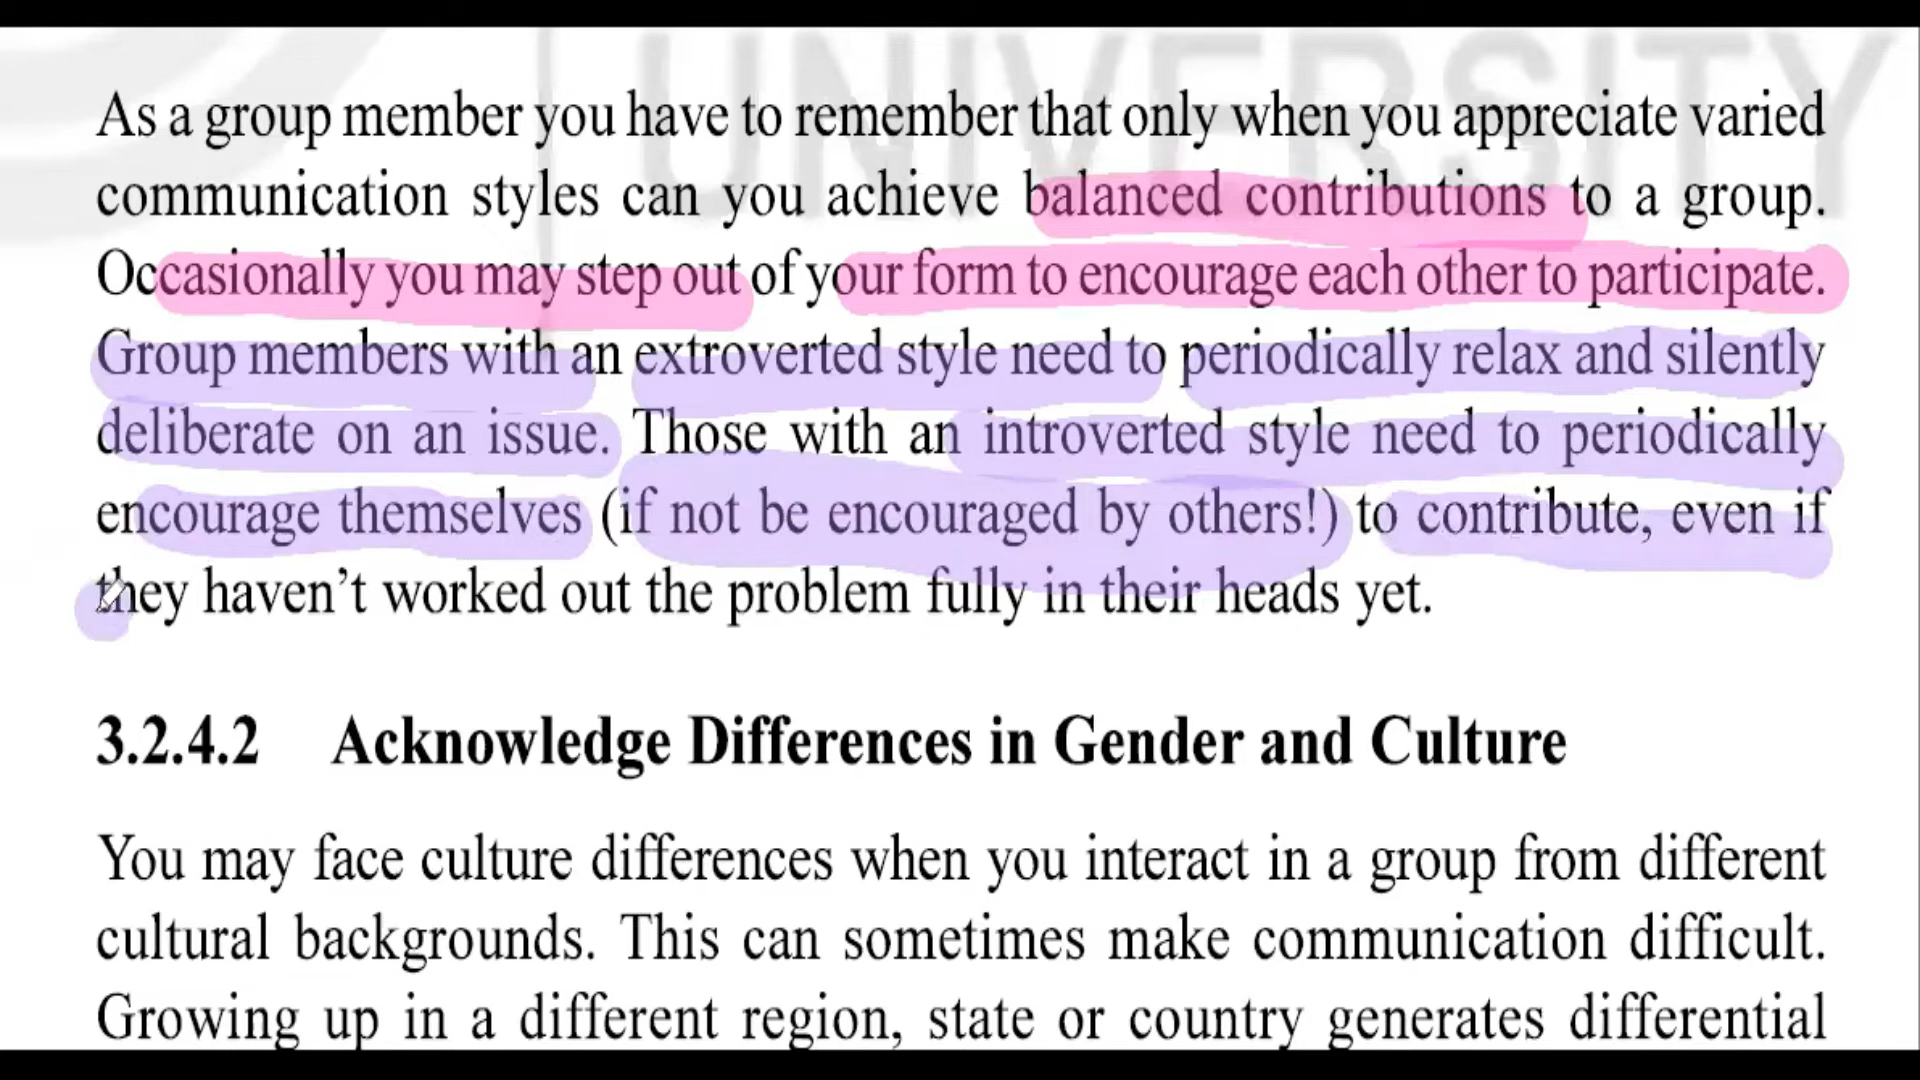 UNIVERSITY
As a group member you have to remember that only when you appreciate varied
communication styles can you achieve balanced contributions to a group.
Occasionally you may step out of your form to encourage each other to participate.
Group members with an extroverted style need to periodically relax and silently
deliberate on an issue. Those with an introverted style need to periodically
encourage themselves (if not be encouraged by others!) to contribute, even if
they haven’t worked out the problem fully in their heads yet.
3.2.4.2 Acknowledge Differences in Gender and Culture
You may face culture differences when you interact in a group from different
cultural backgrounds. This can sometimes make communication difficult.
Growing up in a different region, state or country generates differential